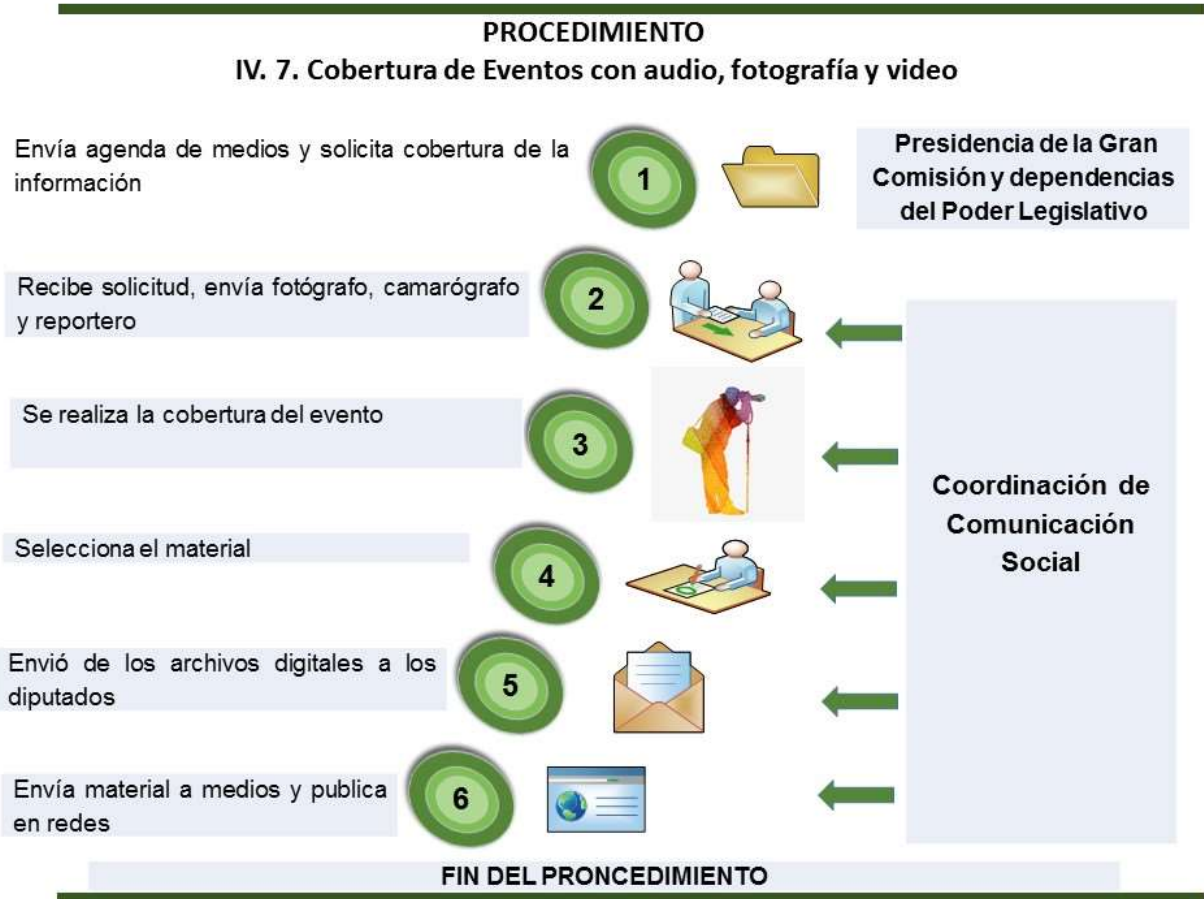 PROCEDIMIENTO
IV. 7. Cobertura de Eventos con audio, fotografía y video
Envía agenda de medios y solicita cobertura de la
información
1
Presidencia de la Gran
Comisión y dependencias
del Poder Legislativo
Recibe solicitud, envía fotógrafo, camarógrafo
y reportero
2
Se realiza la cobertura del evento
3
Coordinación de
Comunicación
Social
Selecciona el material
4
Envió de los archivos digitales a los
diputados
5
Envía material a medios y publica
en redes
6
FIN DEL PRONCEDIMIENTO